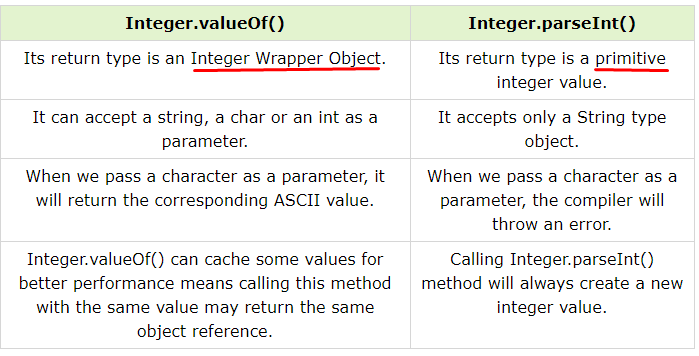 Integer.valueOf() Integer.parseInt()
Its return type is an Integer Wrapper Object.
Its return type is a primitive
integer value.
It can accept a string, a char or an int as a
parameter.
It accepts only a String type
object.
When we pass a character as a parameter, it
will return the corresponding ASCII value.
When we pass a character as a
parameter, the compiler will
throw an error.
Integer.valueOf() can cache some values for
better performance means calling this method
with the same value may return the same
object reference.
Calling Integer.parseInt()
method will always create a new
integer value.